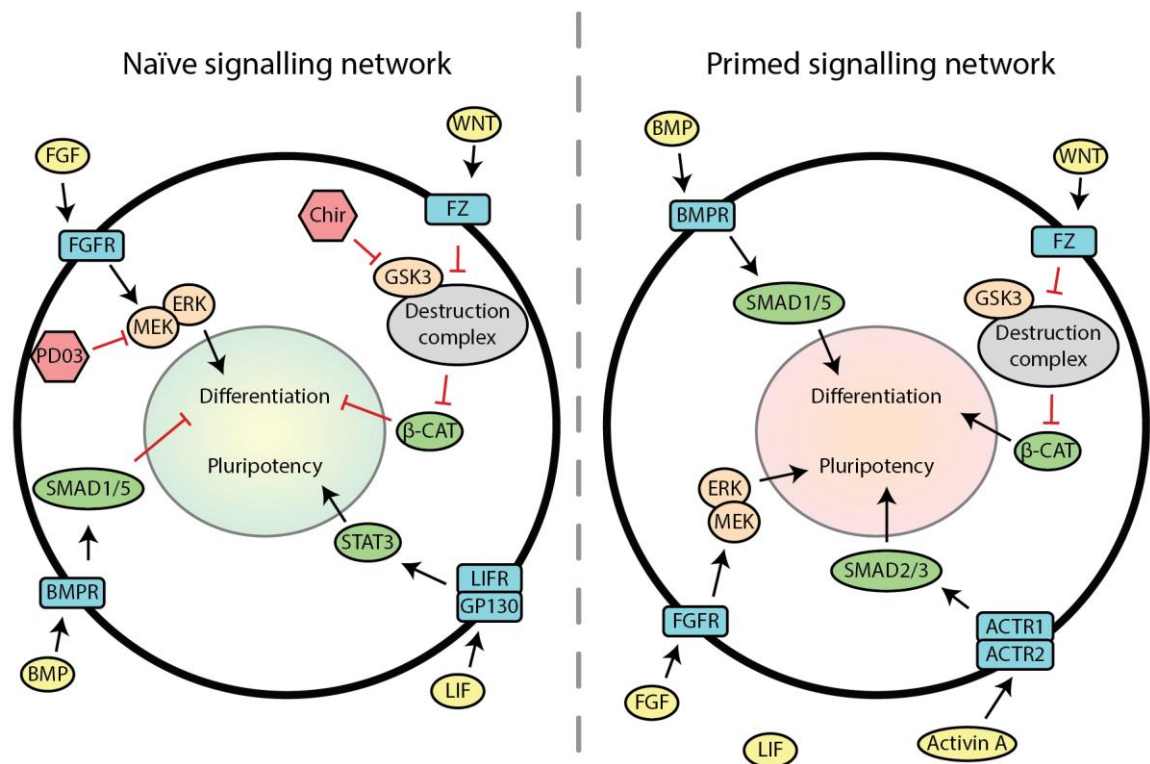 Naïve signalling network
FGF
WNT
Chir
FZ
FGFR
GSK3
ERK
MEK
Destruction
complex
PD03
Differentiation
β-CAT
Pluripotency
SMAD1/5
STAT3
BMPR
LIFR
GP130
BMP
LIF
Primed signalling network
BMP
WNT
BMPR
FZ
SMAD1/5
GSK3
Destruction
complex
Differentiation
β-CAT
Pluripotency
ERK
MEK
SMAD2/3
FGFR
ACTR1
ACTR2
FGF
LIF
Activin A